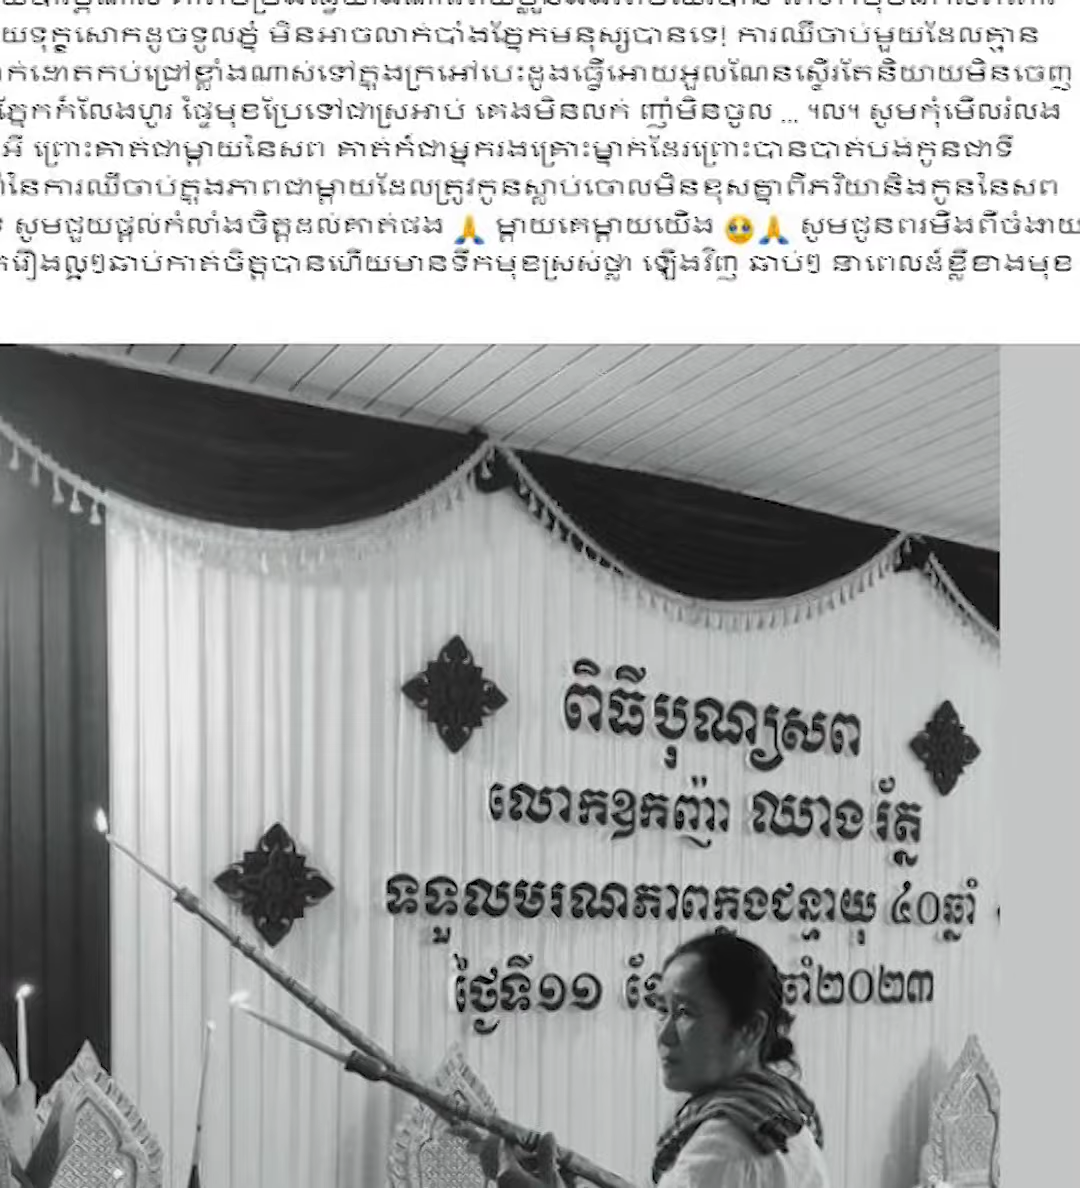 យទុក្ខសោកដូចទូលភ្នំ មិនអាចលាក់បាំងភ្នែកមនុស្សបានទេ! ការឈឺចាប់មួយដែលគ្មាន
ក់ដោតកប់ជ្រៅខ្លាំងណាស់ទៅក្នុងក្រអៅបេះដូងធ្វើអោយអួលណែនស្ទើរតែនិយាយមិនចេញ
ភ្នែកក៏លែងហូរ ផ្ទៃមុខប្រែទៅជាស្រអាប់ គេងមិនលក់ ញ៉ាំមិនចូល ... ។ល។ សូមកុំមើលរំលង
អី ព្រោះគាត់ជាម្តាយនៃសព គាត់ក៏ជាអ្នករងគ្រោះម្នាក់ដែរព្រោះបានបាត់បង់កូនជាទី
នៃការឈឺចាប់ក្នុងភាពជាម្តាយដែលត្រូវកូនស្លាប់ចោលមិនខុសគ្នាពីភរិយានិងកូននៃសព
សូមជួយផ្តល់កំលាំងចិត្តដល់គាត់ផង 🙏 ម្តាយគេម្តាយយើង 🥹🙏 សូមជូនពរមីងពីចំងាយ
រឿងល្អៗឆាប់កាត់ចិត្តបានហើយមានទឹកមុខស្រស់ថ្លា ឡើងវិញ ឆាប់ៗ នាពេលដ៏ខ្លីខាងមុខ
ពិធីបុណ្យសព
លោកឧកញ៉ា ឈាង រ័ត្ន
ទទួលមរណភាពក្នុងជន្មាយុ ៤០ឆ្នាំ
ថ្ងៃទី១១ ខែ ឆ្នាំ២០២៣